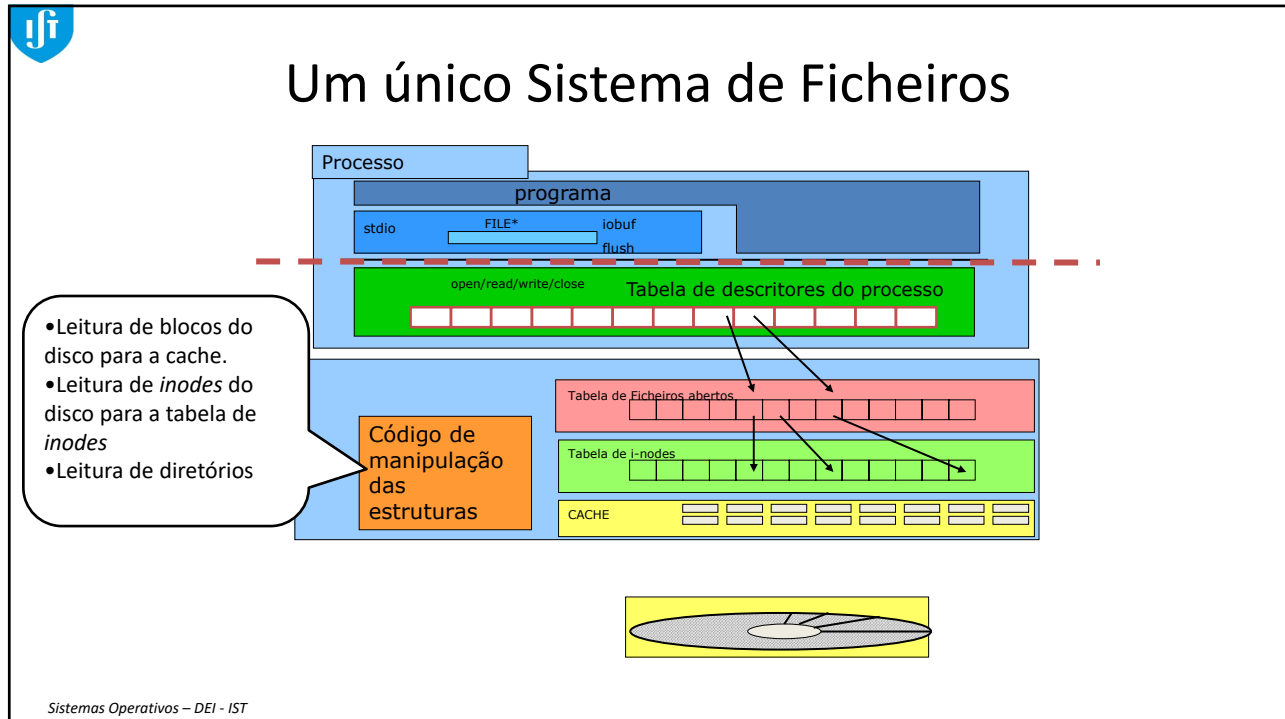 IST
Um único Sistema de Ficheiros
Processo
programa
stdio
FILE*
iobuf
flush
open/read/write/close
Tabela de descritores do processo
•Leitura de blocos do
disco para a cache.
•Leitura de inodes do
disco para a tabela de
inodes
•Leitura de diretórios
Código de
manipulação
das
estruturas
Tabela de Ficheiros abertos
Tabela de i-nodes
CACHE
Sistemas Operativos – DEI - IST